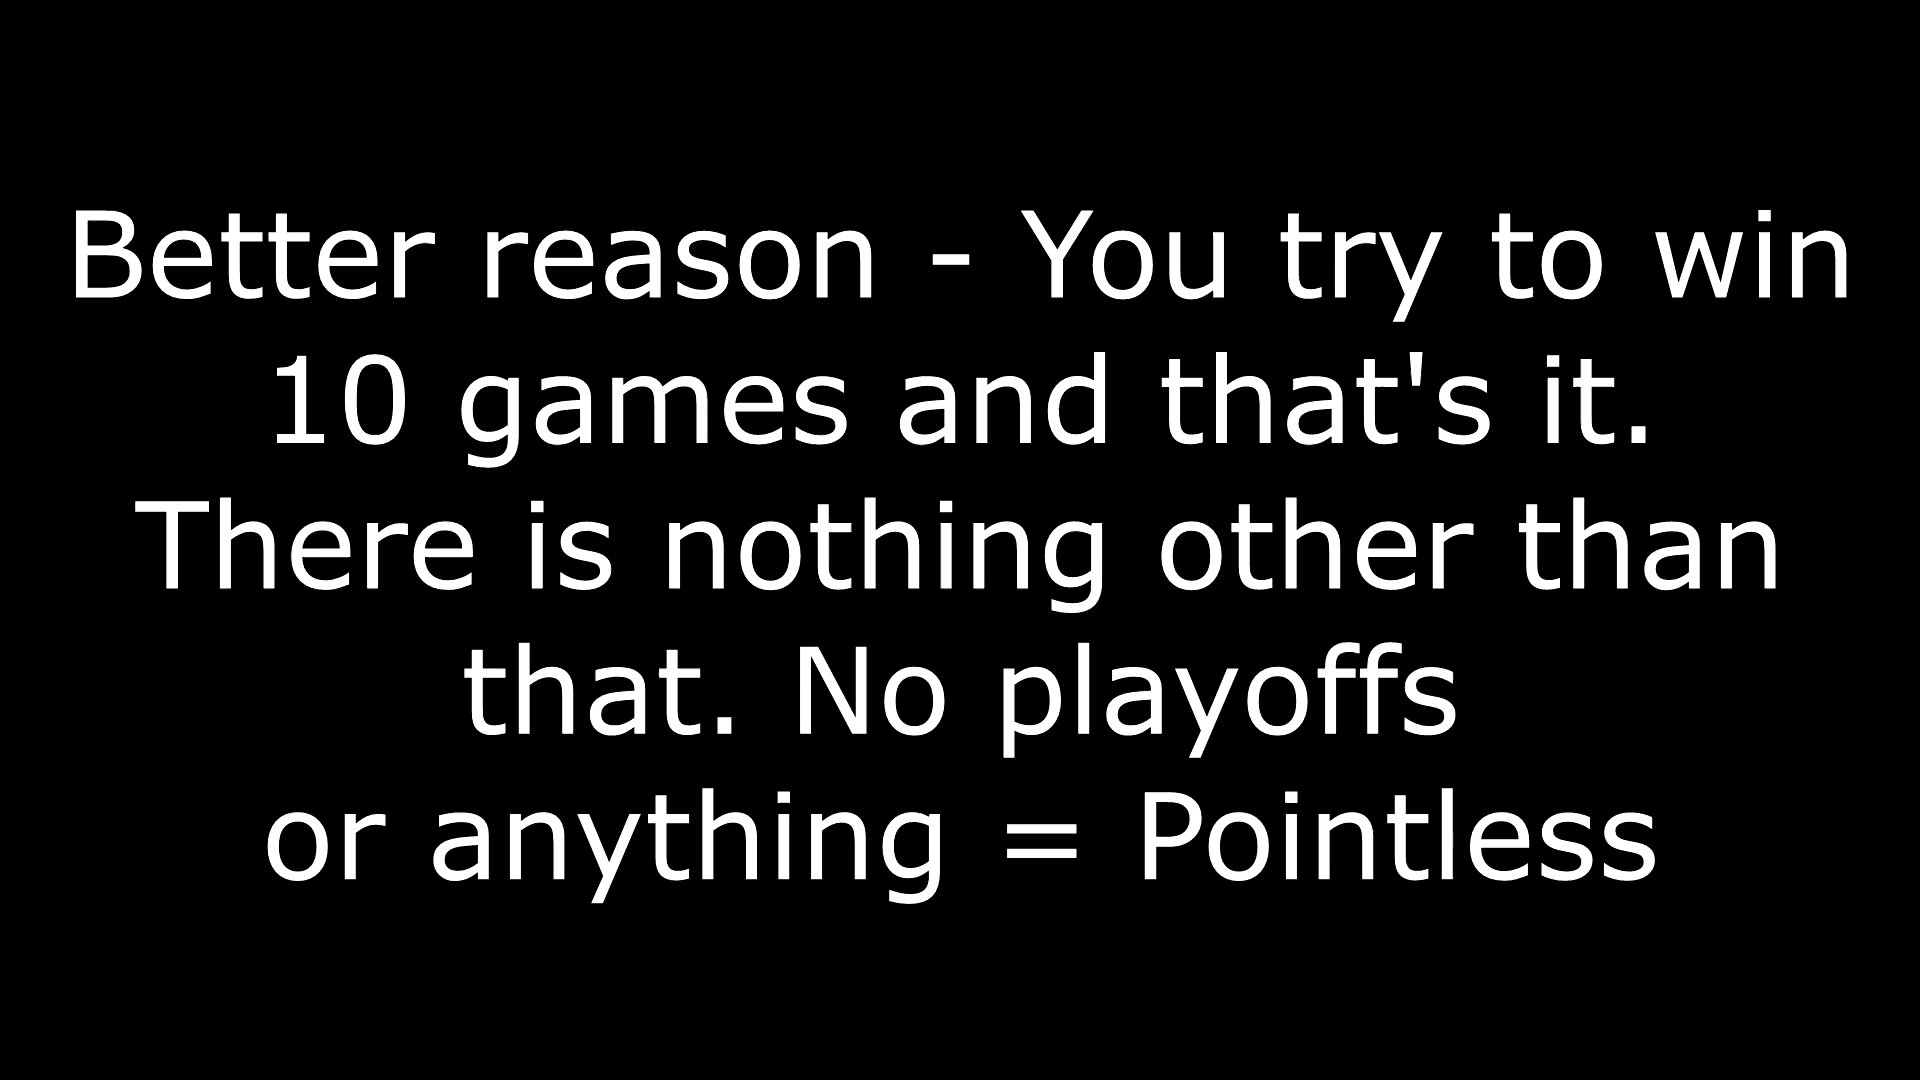 Better reason - You try to win
10 games and that's it.
There is nothing other than
that. No playoffs
or anything = Pointless